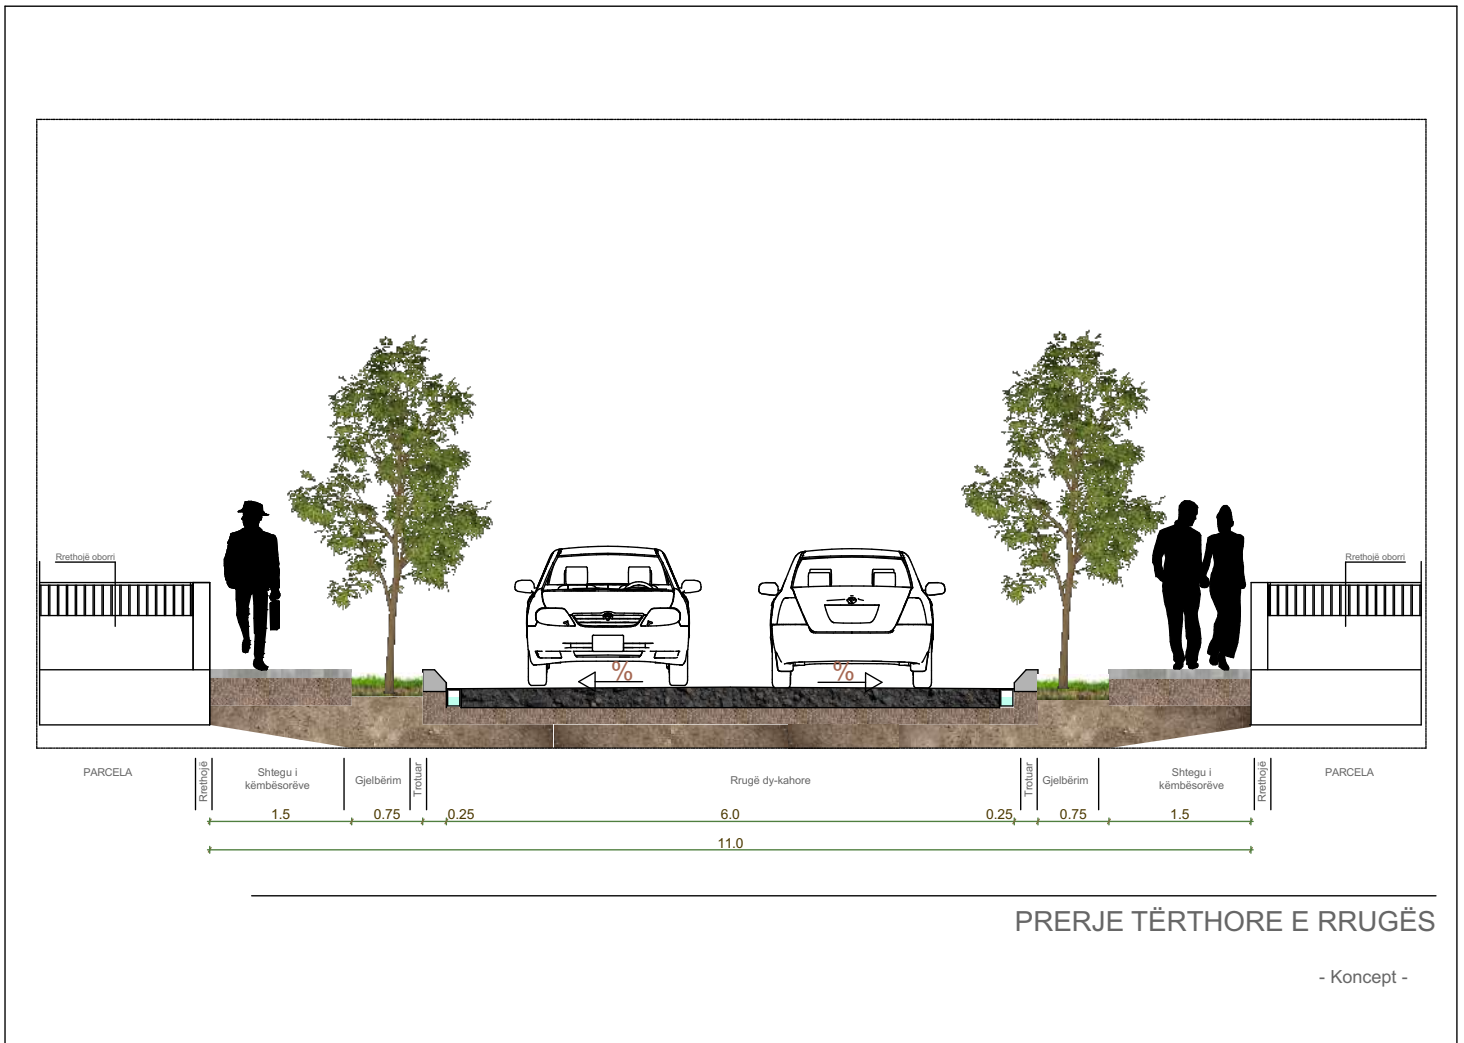 Rrethojë oborri
Rrethojë oborri
%
%
PARCELA
Rrethojë
Shtegu i
këmbësorëve
Gjelbërim
Trotuar
Rrugë dy-kahore
Trotuar
Gjelbërim
Shtegu i
këmbësorëve
Rrethojë
PARCELA
1.5
0.75
0.25
6.0
0.25
0.75
1.5
11.0
PRERJE TËRTHORE E RRUGËS
- Koncept -